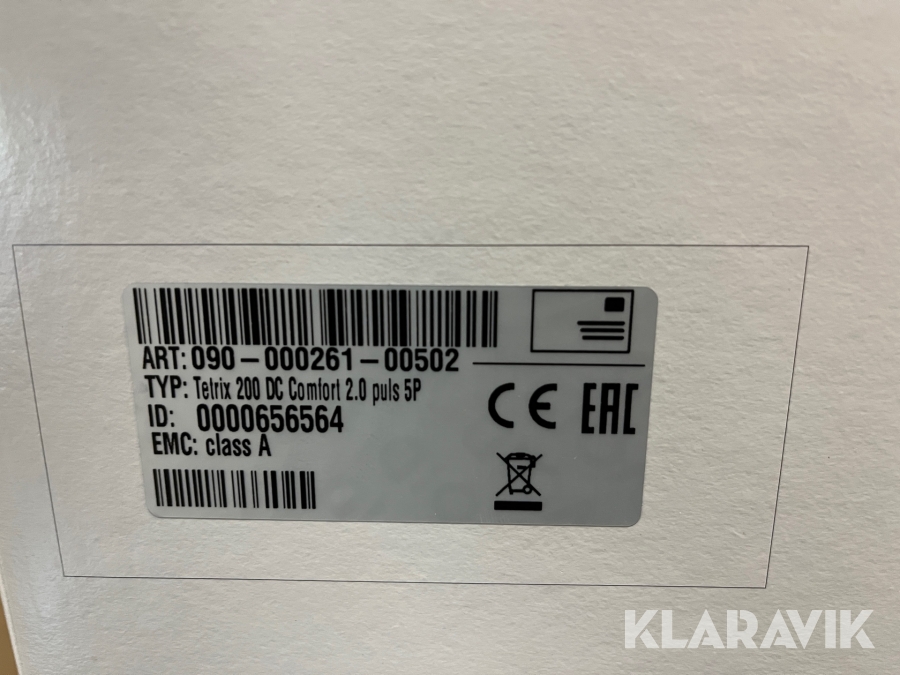 ART: 090-000261-00502
TYP: Tetrix 200 DC Comfort 2.0 puls 5P
ID: 0000656564
EMC: class A
CE EAC
KLARAVIK